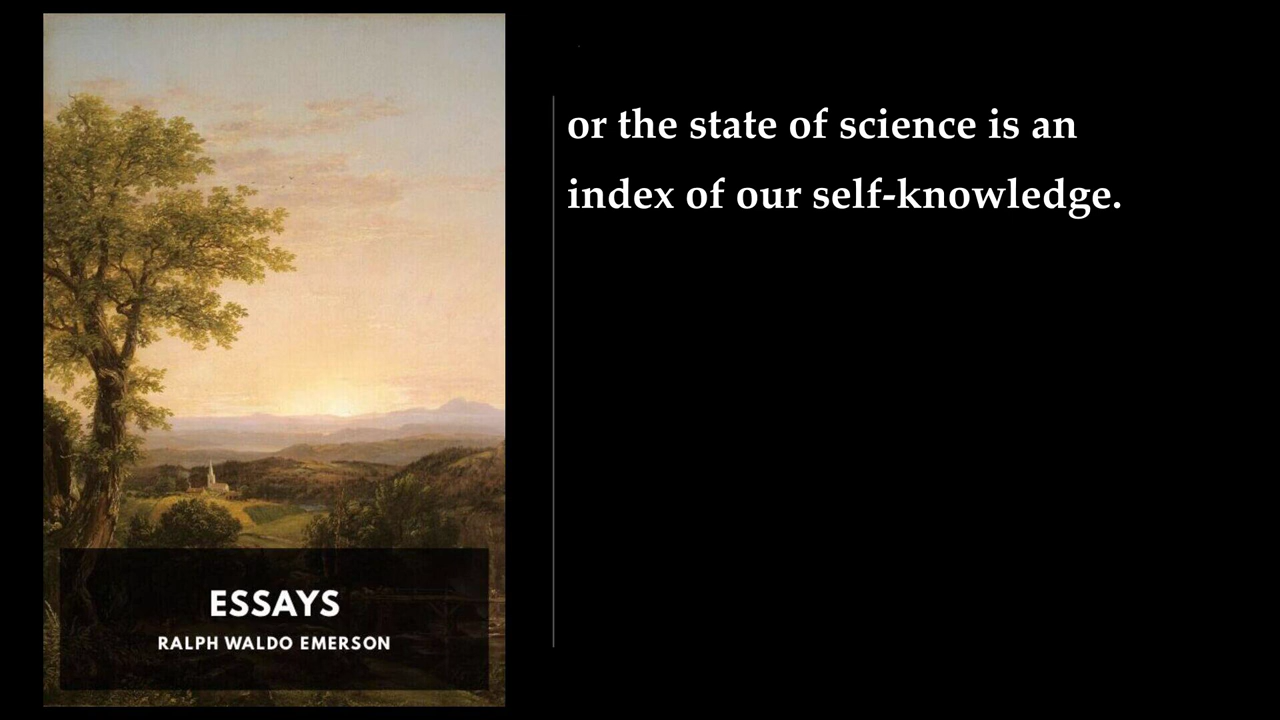 or the state of science is an
index of our self-knowledge.
ESSAYS
RALPH WALDO EMERSON